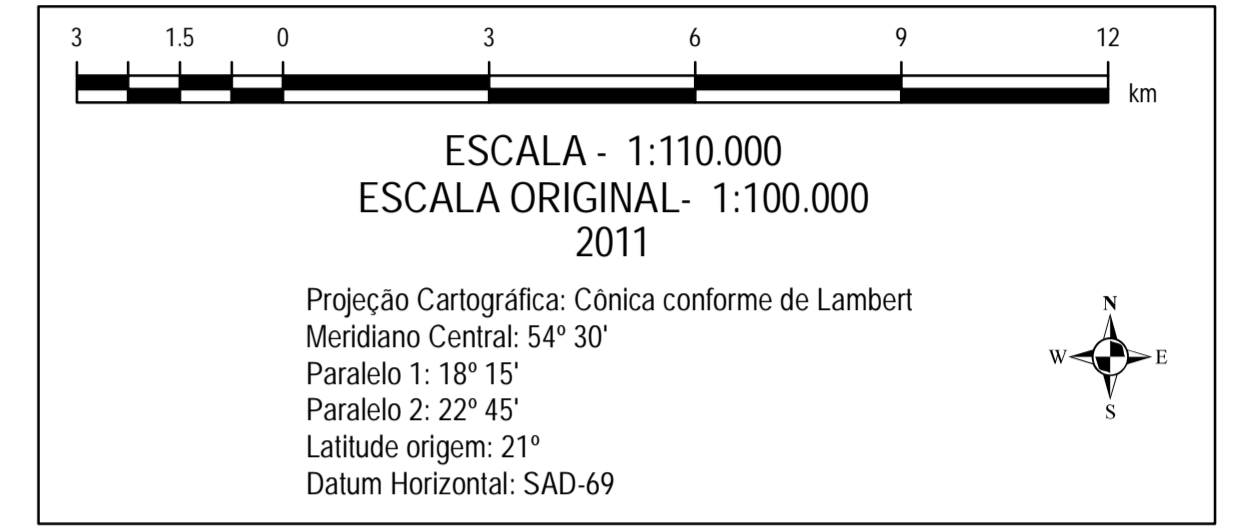 3 1.5 0 3 6 9 12
km
ESCALA - 1:110.000
ESCALA ORIGINAL- 1:100.000
2011
Projeção Cartográfica: Cônica conforme de Lambert
Meridiano Central: 54º 30'
Paralelo 1: 18º 15'
Paralelo 2: 22º 45'
Latitude origem: 21º
Datum Horizontal: SAD-69
N
W E
S